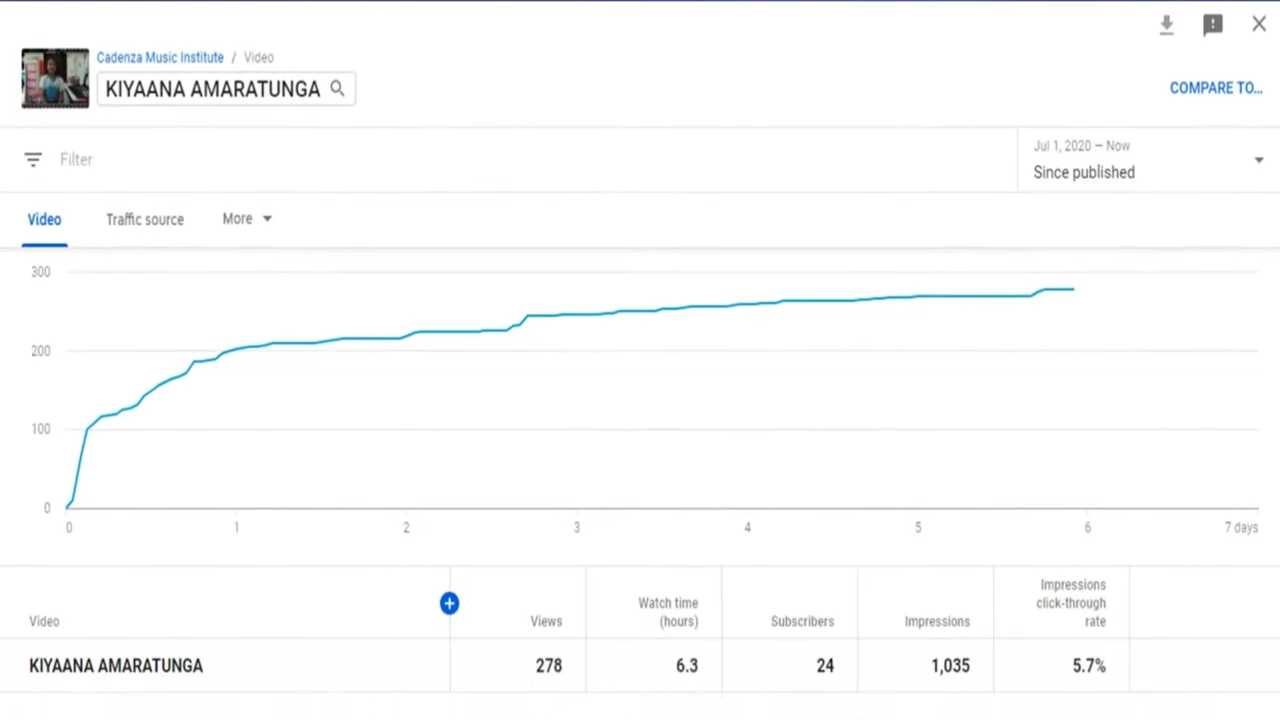 Cadenza Music Institute / Video
KIYAANA AMARATUNGA
COMPARE TO...
Filter
Jul 1, 2020 – Now
Since published
Video
Traffic source
More
300
200
100
0
0 1 2 3 4 5 6 7 days
Video
Views
Watch time
(hours)
Subscribers
Impressions
Impressions
click-through
rate
KIYAANA AMARATUNGA 278 6.3 24 1,035 5.7%